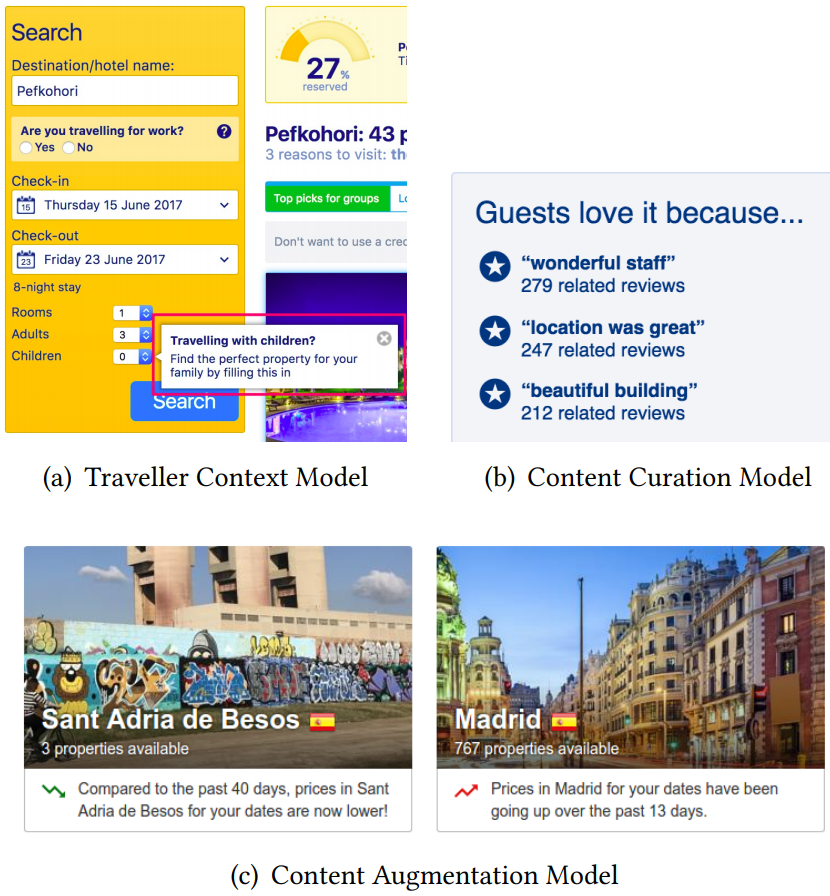 Search
Destination/hotel name:
Pefkohori
Are you travelling for work? ?
Yes No
Check-in
15 Thursday 15 June 2017
Check-out
23 Friday 23 June 2017
8-night stay
Rooms 1
Adults 3
Children 0
Travelling with children?
Find the perfect property for your
family by filling this in
Search
27%
reserved
Pefkohori: 43
3 reasons to visit:
Top picks for groups
Don't want to use a
(a) Traveller Context Model
Guests love it because...
“wonderful staff”
279 related reviews
“location was great”
247 related reviews
“beautiful building”
212 related reviews
(b) Content Curation Model
Sant Adria de Besos
3 properties available
Compared to the past 40 days, prices in Sant
Adria de Besos for your dates are now lower!
Madrid
767 properties available
Prices in Madrid for your dates have been
going up over the past 13 days.
(c) Content Augmentation Model